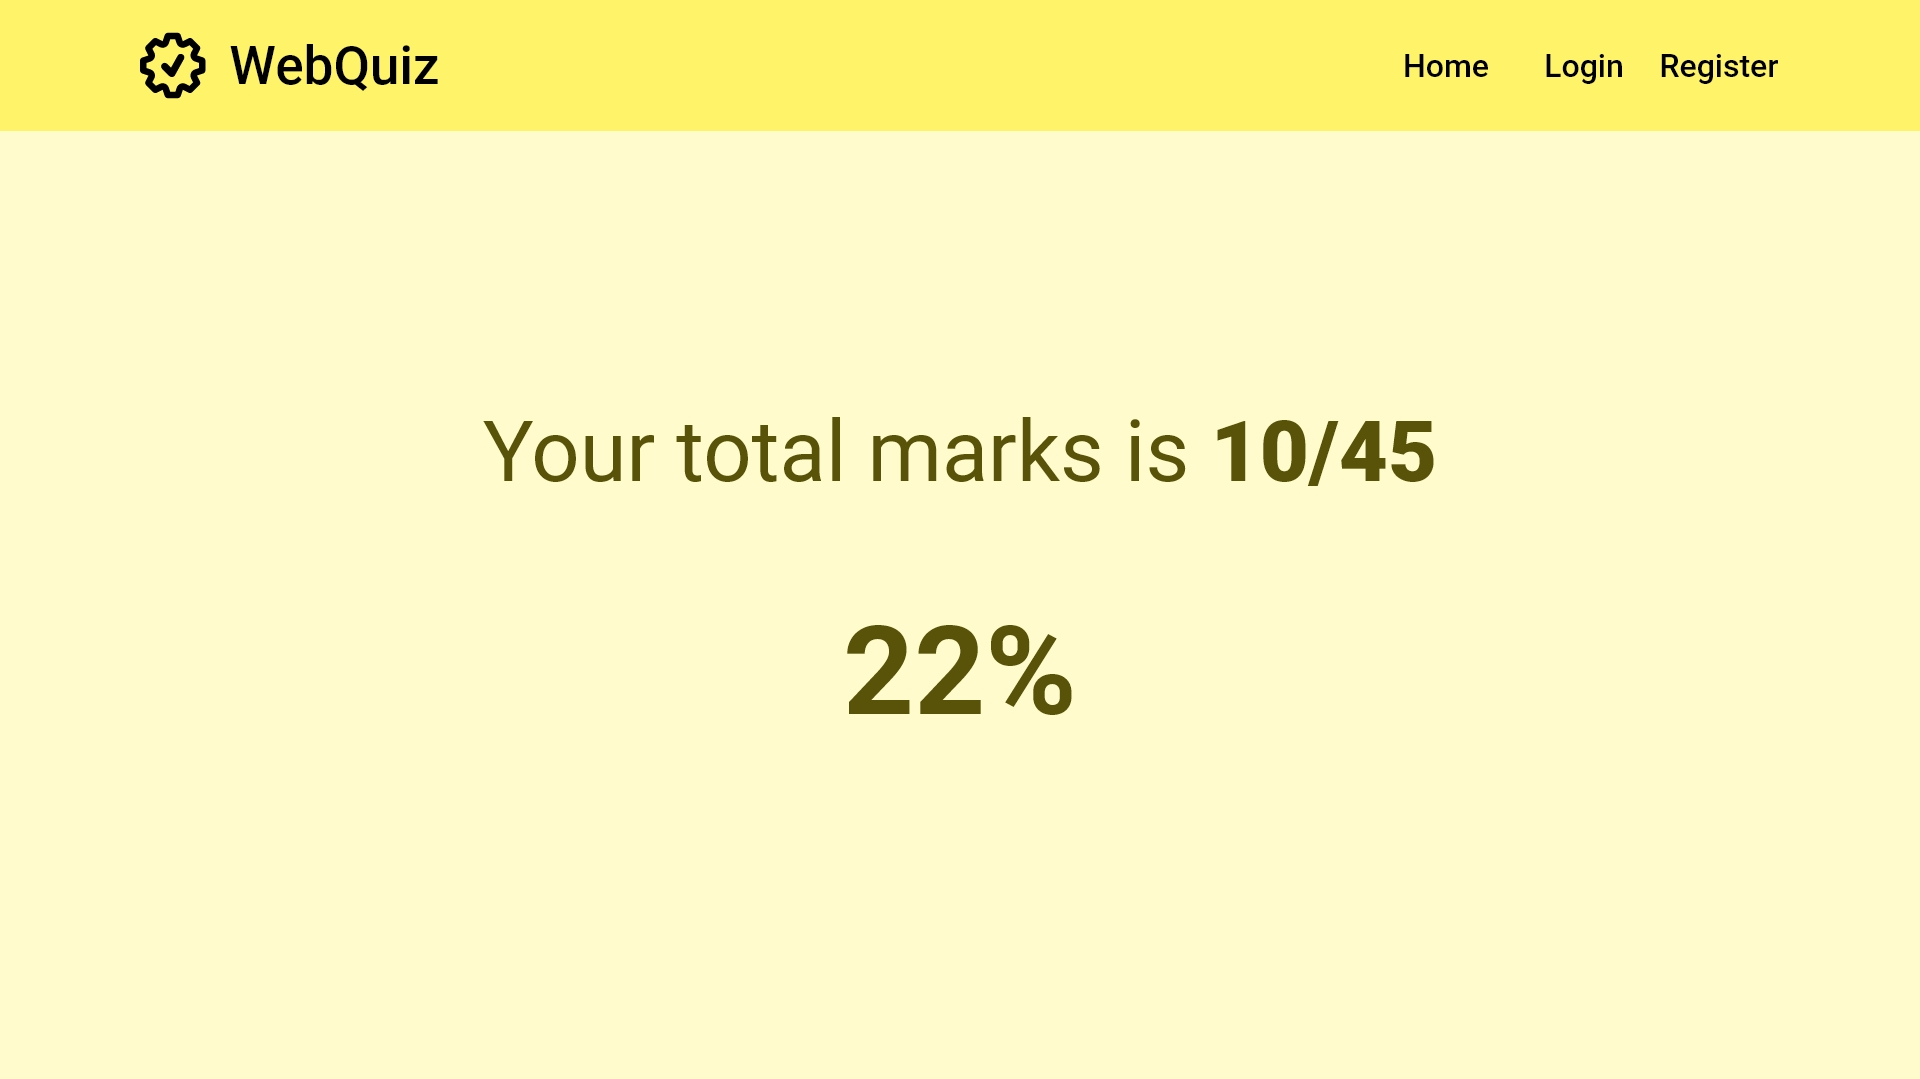 WebQuiz
Home Login Register
Your total marks is 10/45
22%